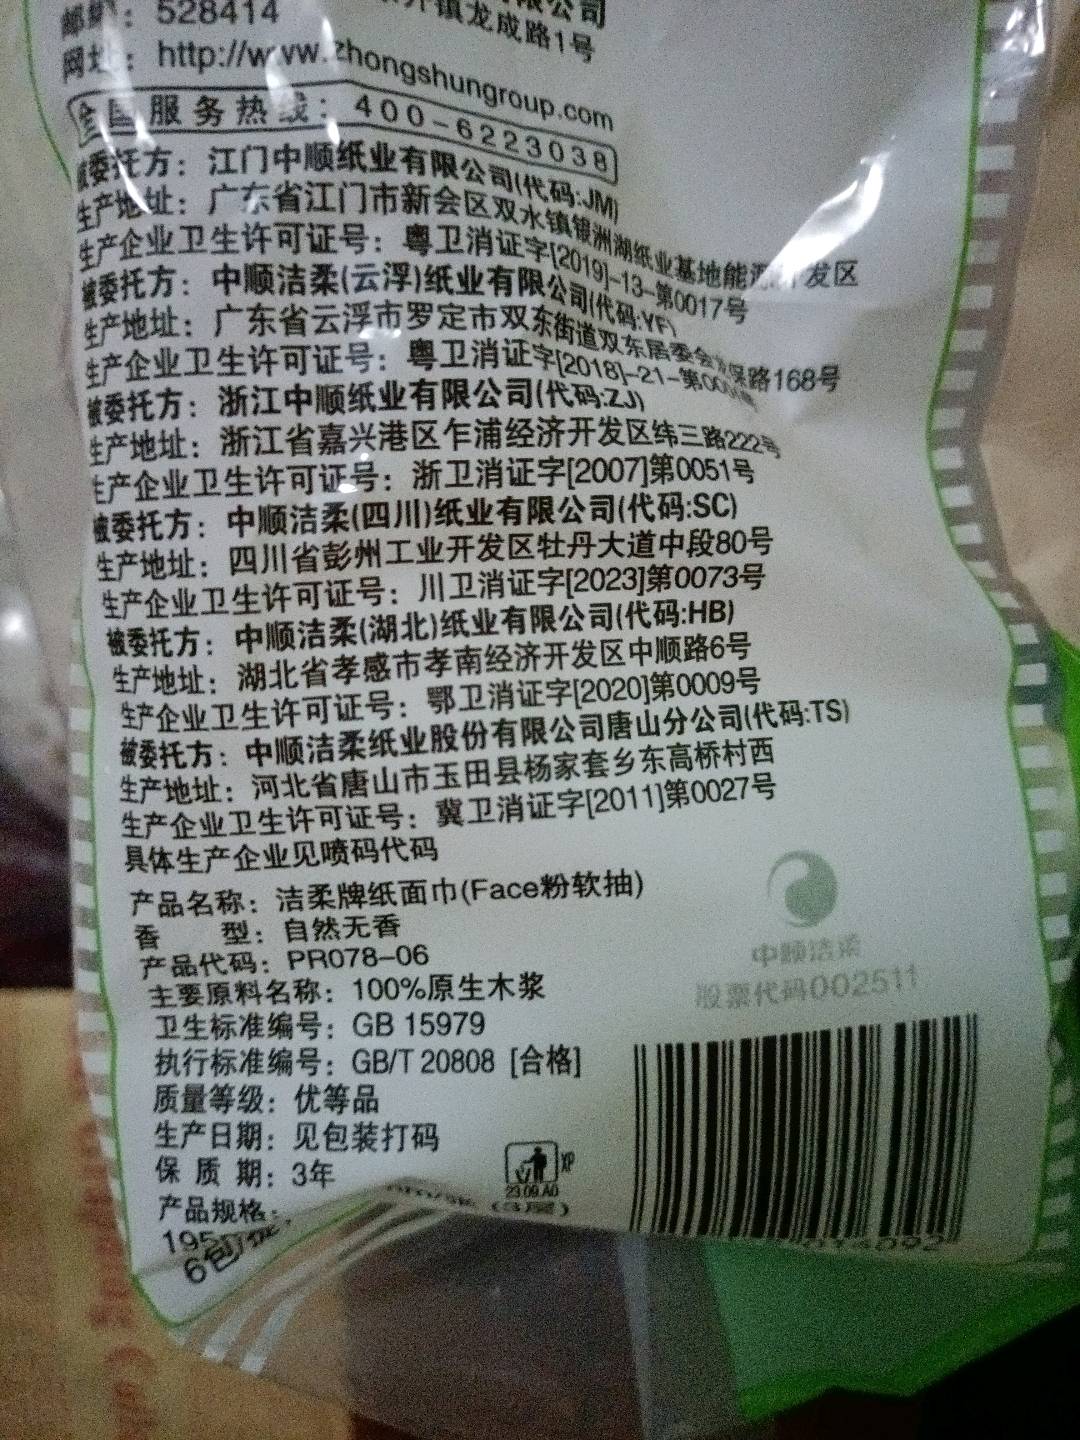 限公司
镇龙成路1号
邮编：528414
网址：http://www.zhongshungroup.com
全国服务热线：400-6223038
被委托方：江门中顺纸业有限公司(代码:JM)
生产地址：广东省江门市新会区双水镇银洲湖纸业基地能源开发区
生产企业卫生许可证号：粤卫消证字[2019]-13-第0017号
被委托方：中顺洁柔(云浮)纸业有限公司(代码:YF)
生产地址：广东省云浮市罗定市双东街道双东居委会 路168号
生产企业卫生许可证号：粤卫消证字[2018]-21-第
被委托方：浙江中顺纸业有限公司(代码:ZJ)
生产地址：浙江省嘉兴港区乍浦经济开发区纬三路222号
生产企业卫生许可证号：浙卫消证字[2007]第0051号
被委托方：中顺洁柔(四川)纸业有限公司(代码:SC)
生产地址：四川省彭州工业开发区牡丹大道中段80号
生产企业卫生许可证号：川卫消证字[2023]第0073号
被委托方：中顺洁柔(湖北)纸业有限公司(代码:HB)
生产地址：湖北省孝感市孝南经济开发区中顺路6号
生产企业卫生许可证号：鄂卫消证字[2020]第0009号
被委托方：中顺洁柔纸业股份有限公司唐山分公司(代码:TS)
生产地址：河北省唐山市玉田县杨家套乡东高桥村西
生产企业卫生许可证号：冀卫消证字[2011]第0027号
具体生产企业见喷码代码
产品名称：洁柔牌纸面巾(Face粉软抽)
香 型：自然无香
产品代码：PR078-06
主要原料名称：100%原生木浆
卫生标准编号：GB 15979
执行标准编号：GB/T 20808 [合格]
质量等级：优等品
生产日期：见包装打码
保 质 期：3年
产品规格：
195
(3层)
6包
XP
23.09.A0
中顺洁柔
股票代码002511